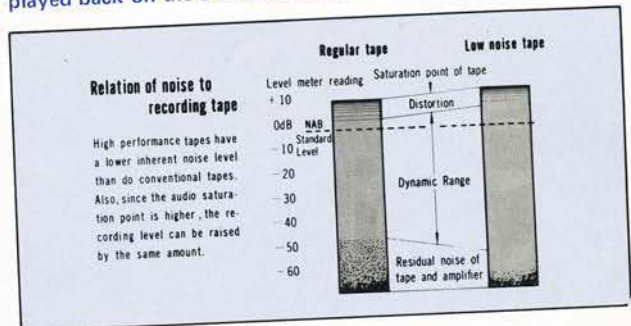 Regular tape
Low noise tape
Relation of noise to
recording tape
High performance tapes have
a lower inherent noise level
than do conventional tapes.
Also, since the audio satura-
tion point is higher, the re-
cording level can be raised
by the same amount.
Level meter reading
Saturation point of tape
+ 10
Distortion
0dB NAB
Standard
- 10 Level
- 20
Dynamic Range
- 30
- 40
- 50
Residual noise of
tape and amplifier
- 60